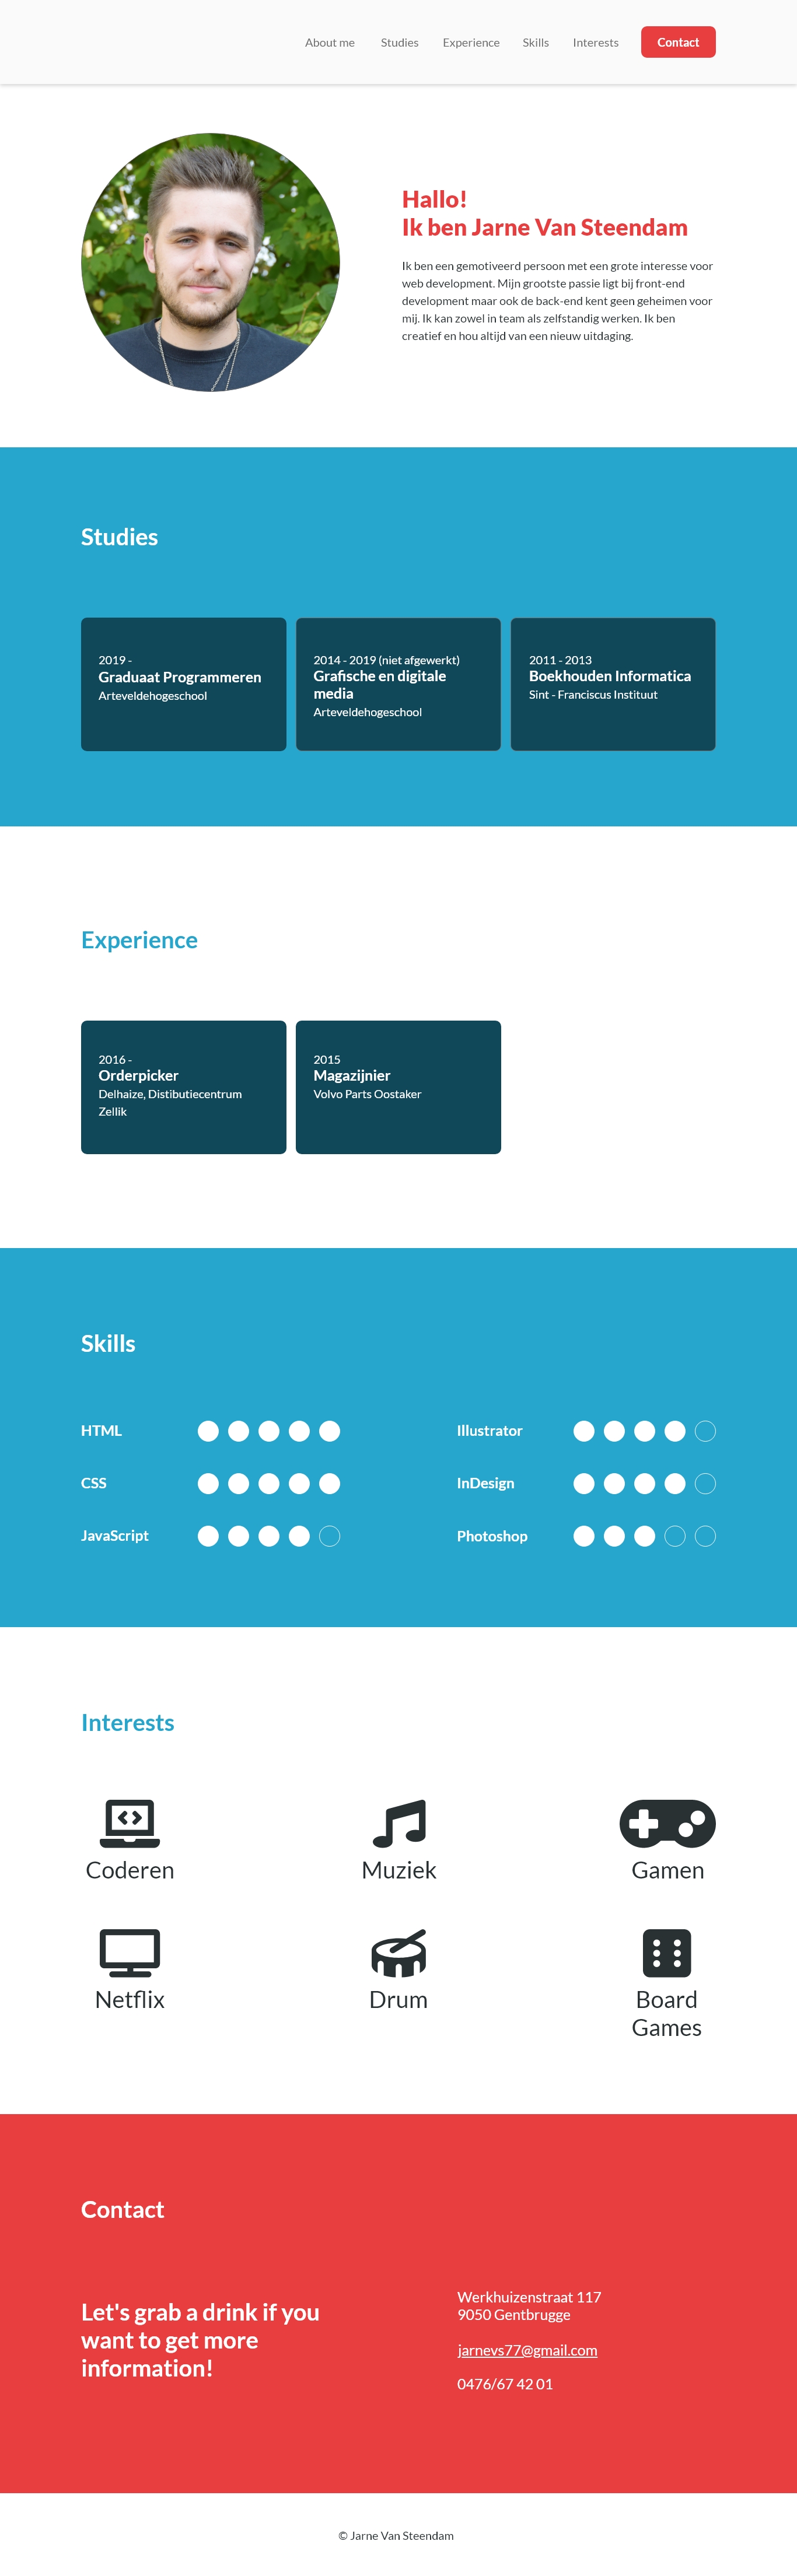 About me
Studies
Experience
Skills
Interests
Contact
Hallo!
Ik ben Jarne Van Steendam
Ik ben een gemotiveerd persoon met een grote interesse voor
web development. Mijn grootste passie ligt bij front-end
development maar ook de back-end kent geen geheimen voor
mij. Ik kan zowel in team als zelfstandig werken. Ik ben
creatief en hou altijd van een nieuw uitdaging.
Studies
2019 -
Graduaat Programmeren
Arteveldehogeschool
2014 - 2019 (niet afgewerkt)
Grafische en digitale
media
Arteveldehogeschool
2011 - 2013
Boekhouden Informatica
Sint - Franciscus Instituut
Experience
2016 -
Orderpicker
Delhaize, Distibutiecentrum
Zellik
2015
Magazijnier
Volvo Parts Oostaker
Skills
HTML
CSS
JavaScript
Illustrator
InDesign
Photoshop
Interests
Coderen
Muziek
Gamen
Netflix
Drum
Board
Games
Contact
Let's grab a drink if you
want to get more
information!
Werkhuizenstraat 117
9050 Gentbrugge
jarnevs77@gmail.com
0476/67 42 01
© Jarne Van Steendam